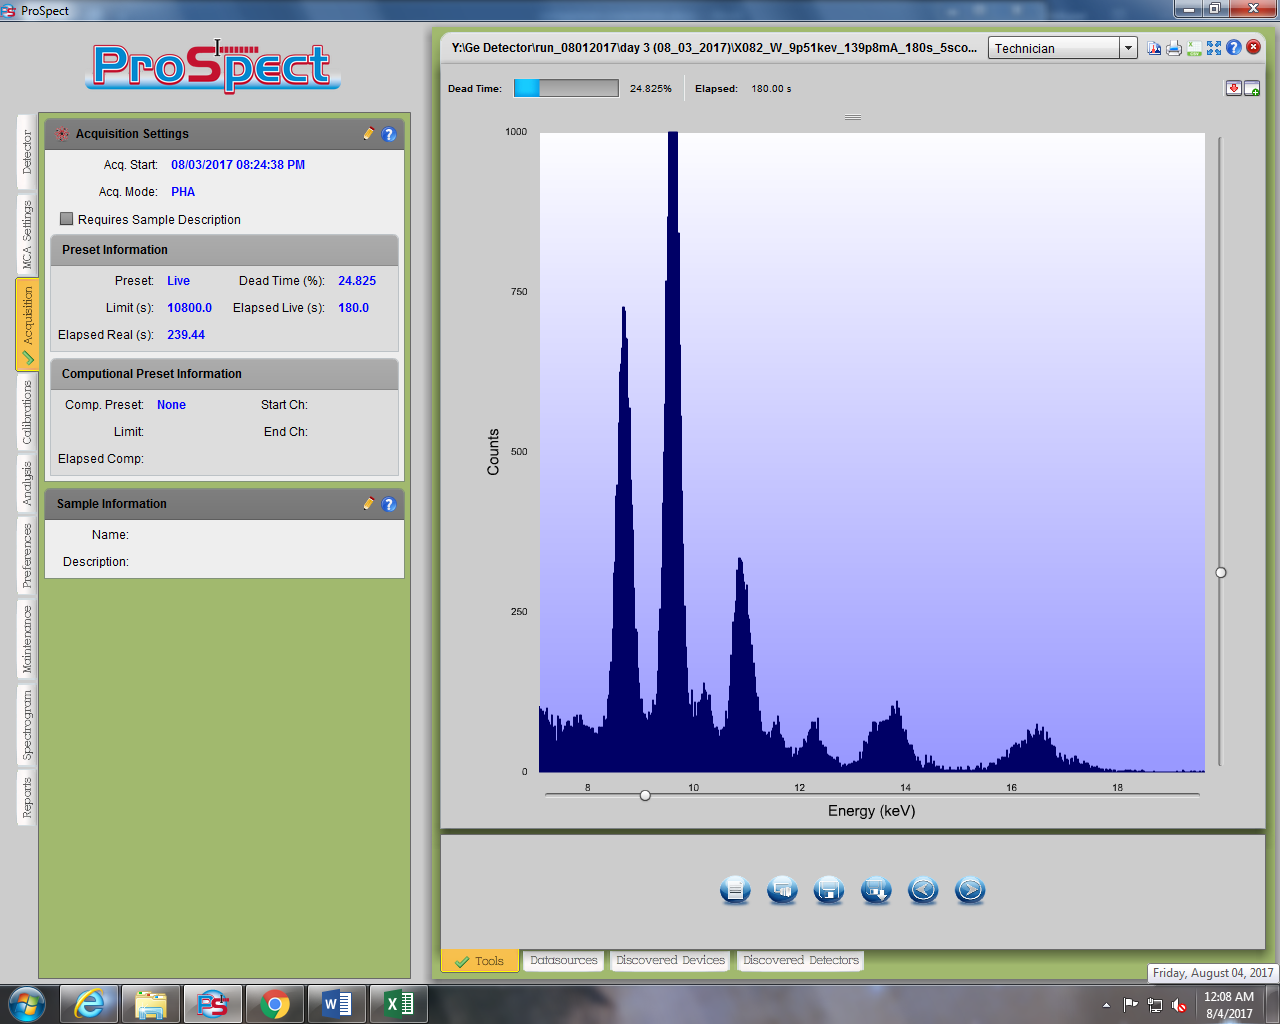 ProSpect
ProSpect
Detector
MCA Settings
Acquisition
Calibrations
Analysis
Preferences
Maintenance
Spectrogram
Reports
Acquisition Settings
Acq. Start: 08/03/2017 08:24:38 PM
Acq. Mode: PHA
Requires Sample Description
Preset Information
Preset: Live Dead Time (%): 24.825
Limit (s): 10800.0 Elapsed Live (s): 180.0
Elapsed Real (s): 239.44
Computional Preset Information
Comp. Preset: None Start Ch:
Limit: End Ch:
Elapsed Comp:
Sample Information
Name:
Description:
Y:\Ge Detector\run_08012017\day 3 (08_03_2017)\X082_W_9p51kev_139p8mA_180s_5sco...
Technician
Dead Time: 24.825% Elapsed: 180.00 s
1000
750
500
250
0
Counts
8 10 12 14 16 18
Energy (keV)
Tools Datasources Discovered Devices Discovered Detectors
Friday, August 04, 2017
12:08 AM
8/4/2017